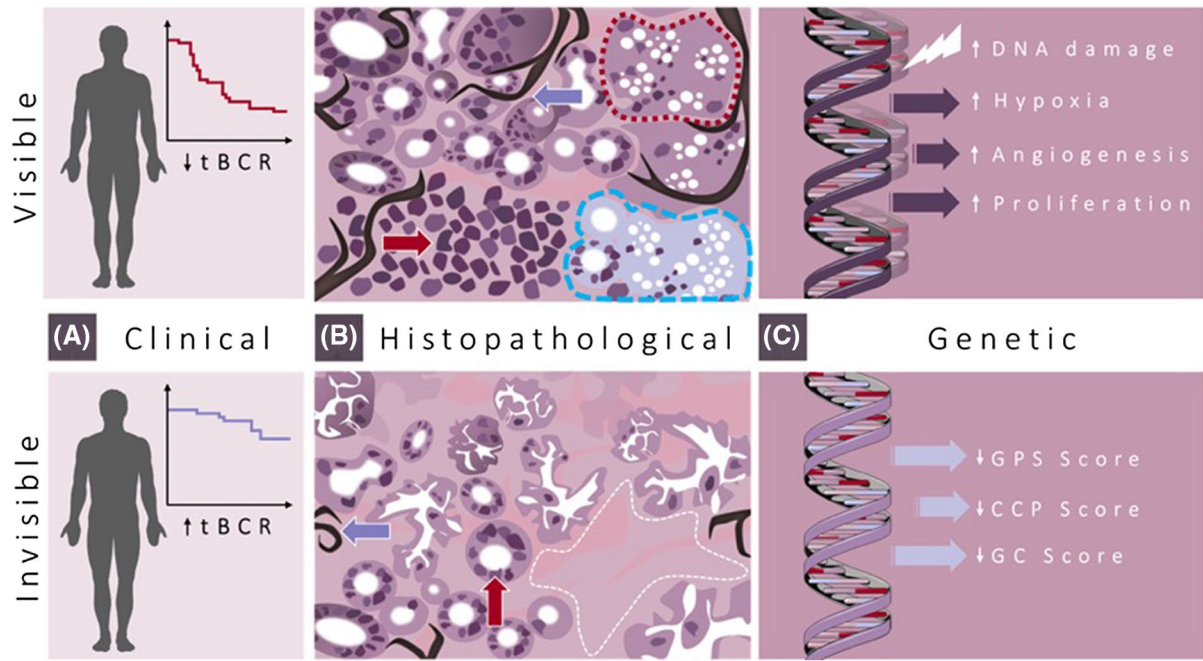 Visible
↓tBCR
↑ DNA damage
↑ Hypoxia
↑ Angiogenesis
↑ Proliferation
(A) Clinical
(B) Histopathological
(C) Genetic
Invisible
↑tBCR
↓GPS Score
↓CCP Score
↓GC Score